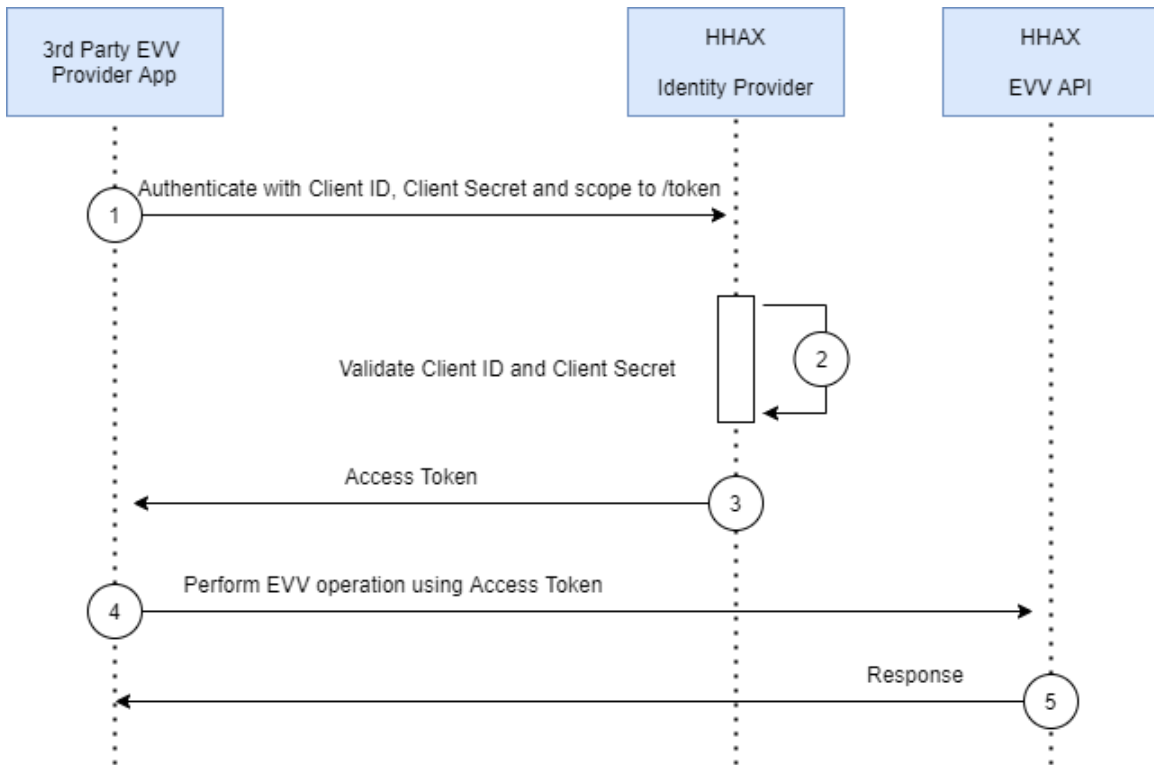 3rd Party EVV
Provider App
HHAX
Identity Provider
HHAX
EVV API
Authenticate with Client ID, Client Secret and scope to /token
1
2
Validate Client ID and Client Secret
Access Token
3
Perform EVV operation using Access Token
4
Response
5